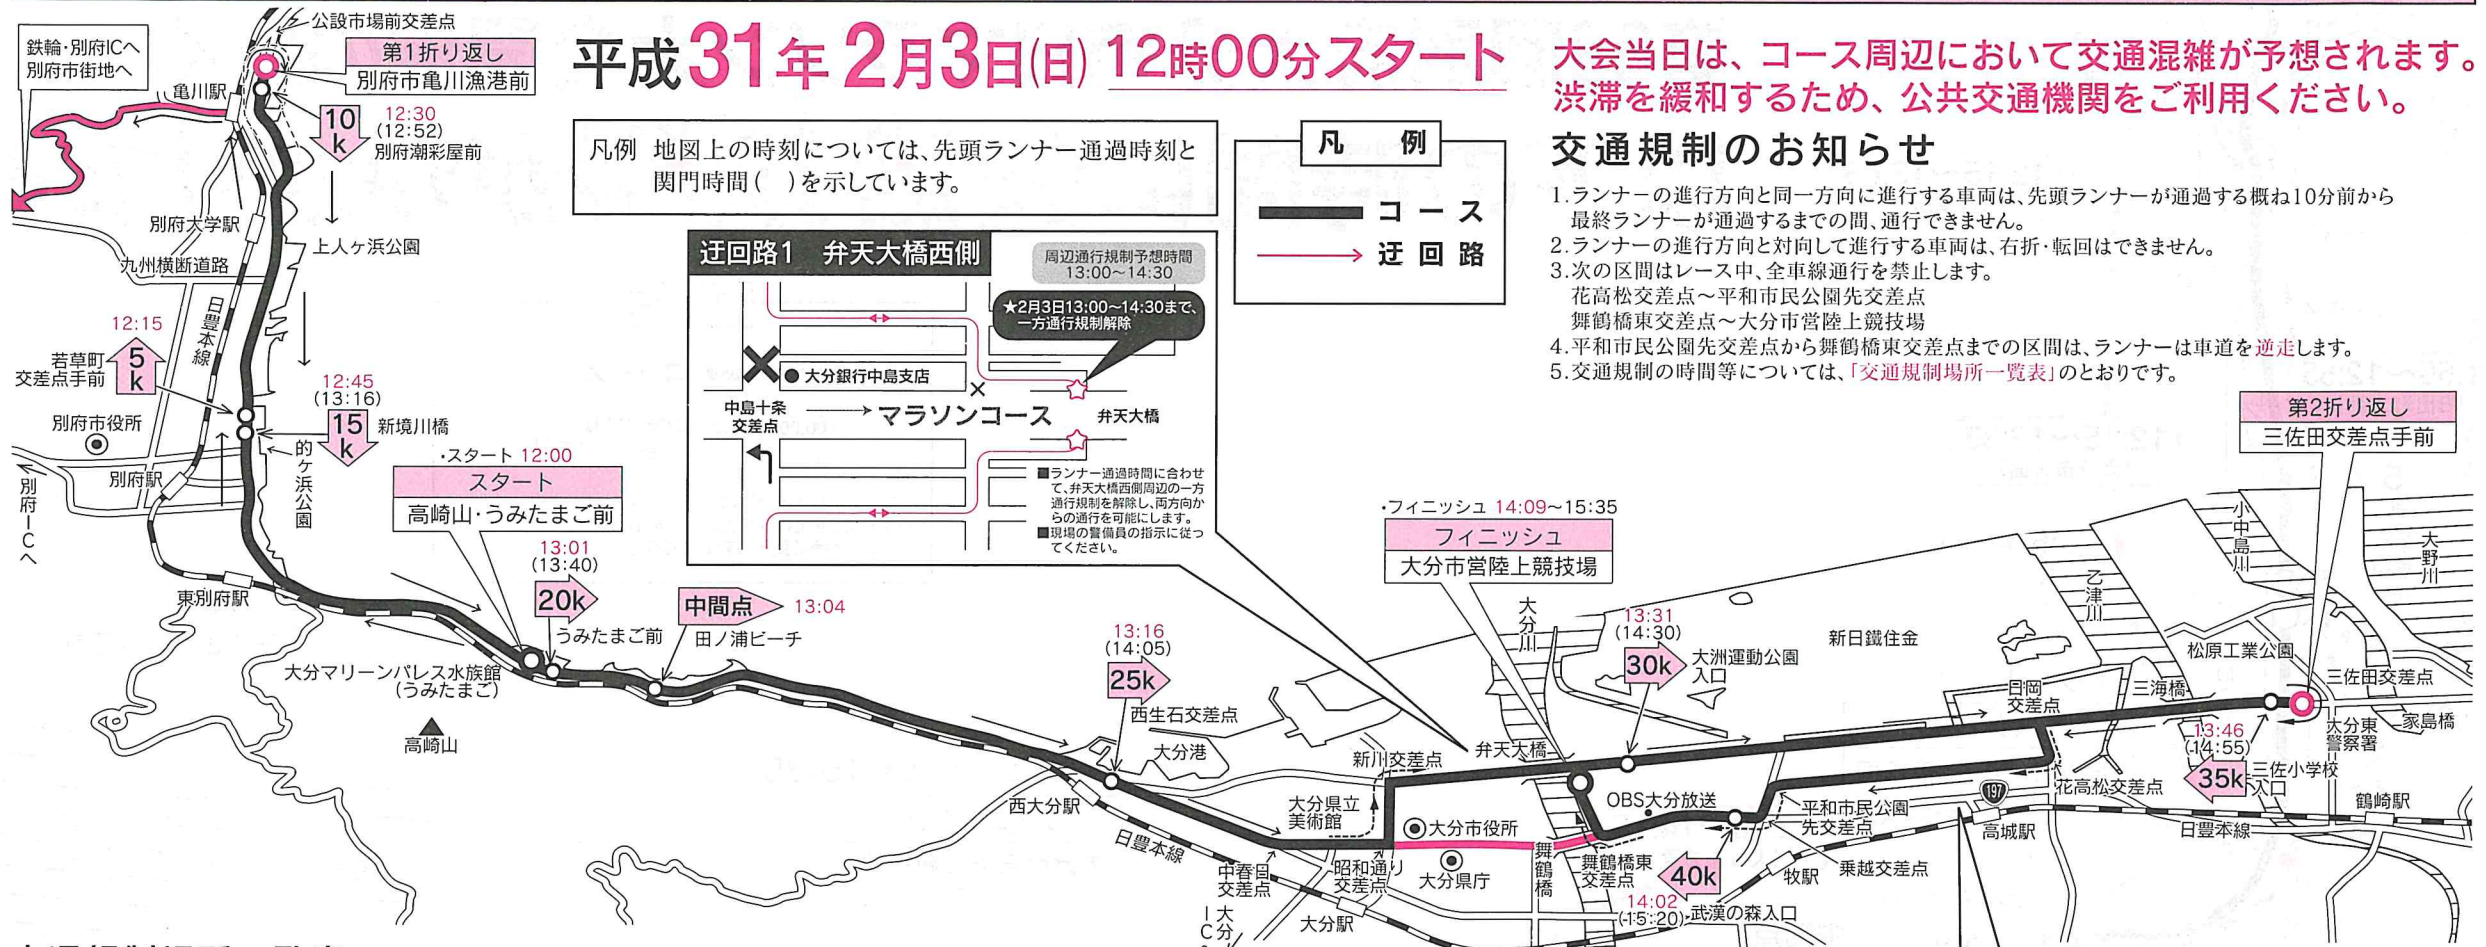 平成31年2月3日(日) 12時00分スタート
大会当日は、コース周辺において交通混雑が予想されます。
渋滞を緩和するため、公共交通機関をご利用ください。
交通規制のお知らせ
1.ランナーの進行方向と同一方向に進行する車両は、先頭ランナーが通過する概ね10分前から
最終ランナーが通過するまでの間、通行できません。
2.ランナーの進行方向と対向して進行する車両は、右折・転回はできません。
3.次の区間はレース中、全車線通行を禁止します。
花高松交差点～平和市民公園先交差点
舞鶴橋東交差点～大分市営陸上競技場
4.平和市民公園先交差点から舞鶴橋東交差点までの区間は、ランナーは車道を逆走します。
5.交通規制の時間等については、「交通規制場所一覧表」のとおりです。
凡例 地図上の時刻については、先頭ランナー通過時刻と
関門時間( )を示しています。
凡 例
コース
迂回路
迂回路1 弁天大橋西側
周辺通行規制予想時間
13:00～14:30
★2月3日13:00～14:30まで、
一方通行規制解除
大分銀行中島支店
中島十条
交差点
マラソンコース
弁天大橋
■ランナー通過時間に合わせ
て、弁天大橋西側周辺の一方
通行規制を解除し、両方向か
らの通行を可能にします。
■現場の警備員の指示に従っ
てください。
鉄輪・別府ICへ
別府市街地へ
公設市場前交差点
第1折り返し
別府市亀川漁港前
亀川駅
10k
12:30
(12:52)
別府潮彩屋前
別府大学駅
上人ヶ浜公園
九州横断道路
日豊本線
12:15
5k
若草町
交差点手前
12:45
(13:16)
15k
新境川橋
別府市役所
別府駅
的ヶ浜公園
別府ICへ
東別府駅
・スタート 12:00
スタート
高崎山・うみたまご前
13:01
(13:40)
20k
うみたまご前
中間点
13:04
田ノ浦ビーチ
大分マリーンパレス水族館
(うみたまご)
高崎山
13:16
(14:05)
25k
西生石交差点
大分港
西大分駅
日豊本線
中春日
交差点
大分県立
美術館
新川交差点
昭和通り
交差点
大分駅
大分市役所
大分県庁
舞鶴橋
弁天大橋
・フィニッシュ 14:09～15:35
フィニッシュ
大分市営陸上競技場
大分川
13:31
(14:30)
30k
大洲運動公園
入口
新日鐵住金
OBS大分放送
舞鶴橋東
交差点
40k
14:02
(15:20)
武漢の森入口
平和市民公園
先交差点
牧駅
乗越交差点
197
高城駅
花高松交差点
日岡
交差点
三海橋
乙津川
小中島川
大野川
松原工業公園
第2折り返し
三佐田交差点手前
三佐田交差点
家島橋
大分東
警察署
13:46
(14:55)
35k
三佐小学校
入口
鶴崎駅
日豊本線